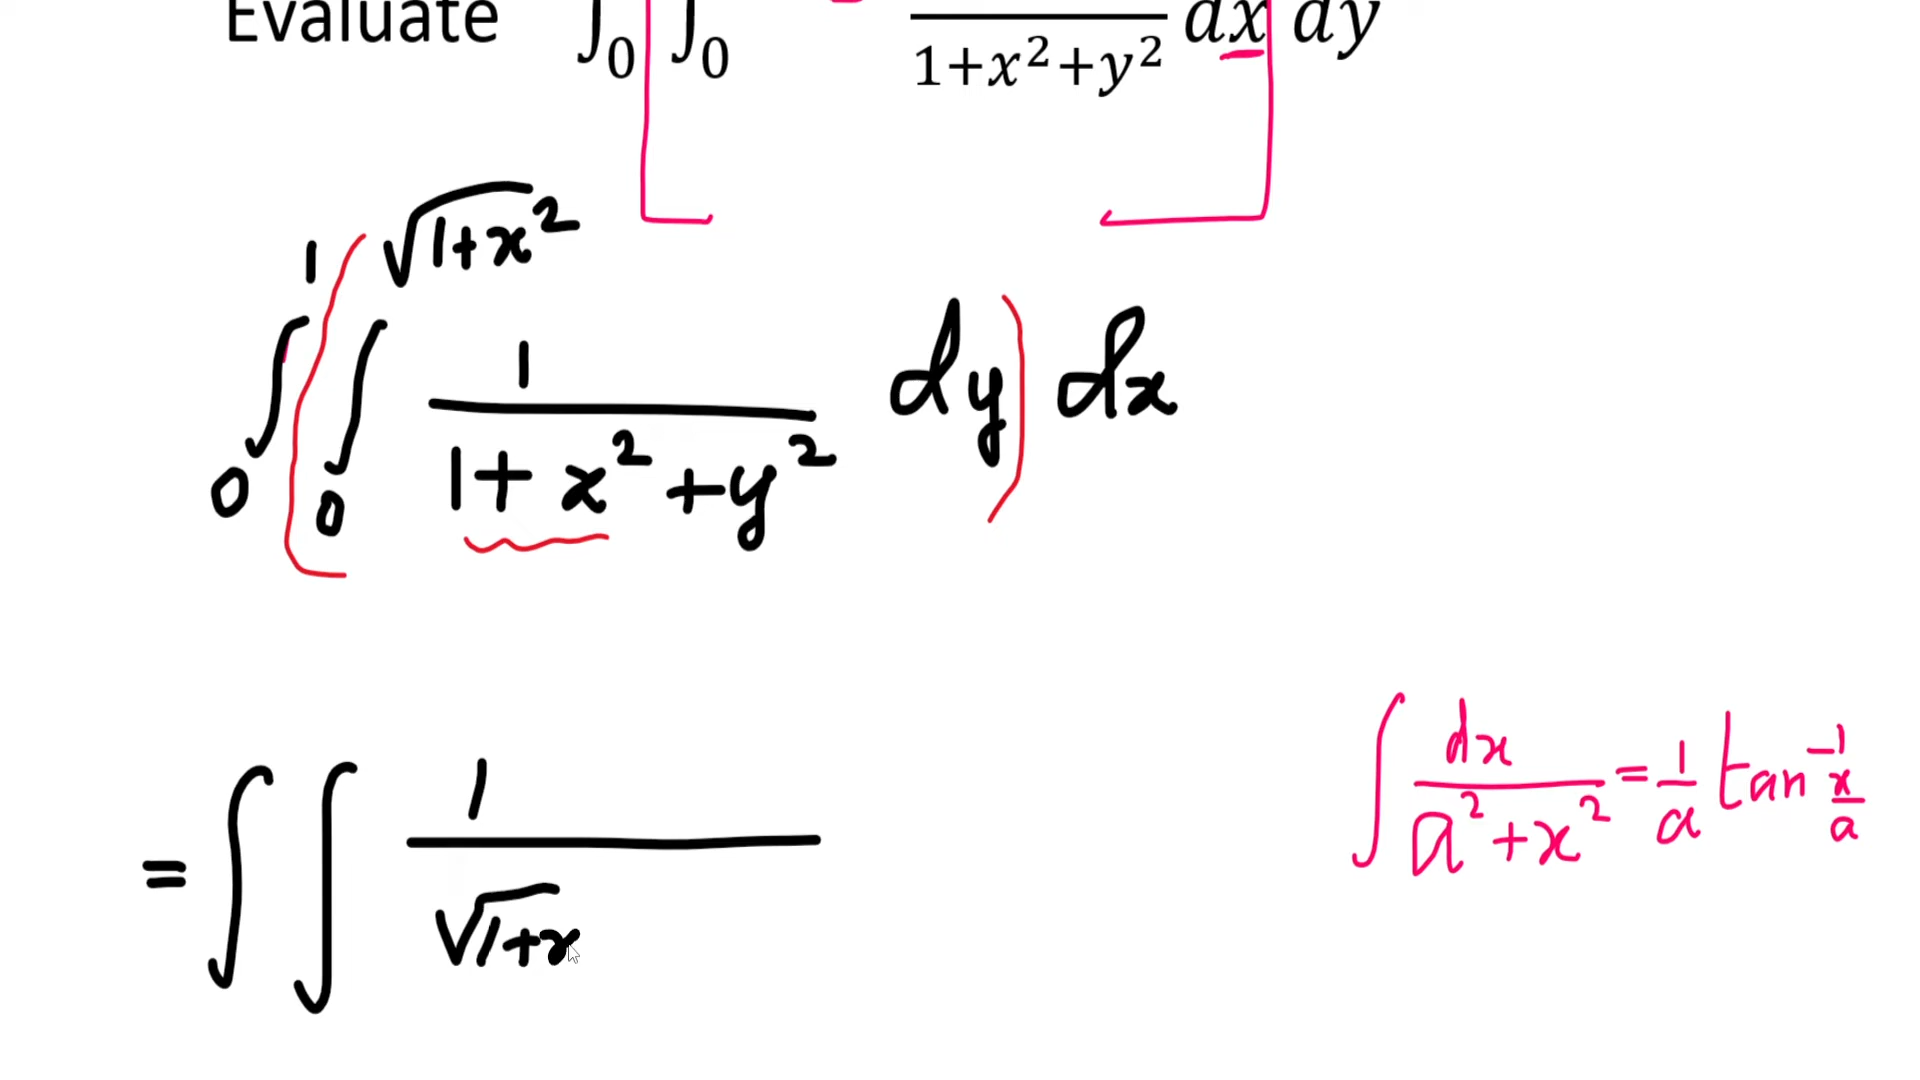 Evaluate ∫₀ ∫₀ 1+x²+y² dx dy
1 √1+x²
∫ ∫ 1 dy) dx
0 0 1+x²+y²
∫ dx/a²+x² = 1/a tan⁻¹ x/a
= ∫ ∫ 1
√1+x